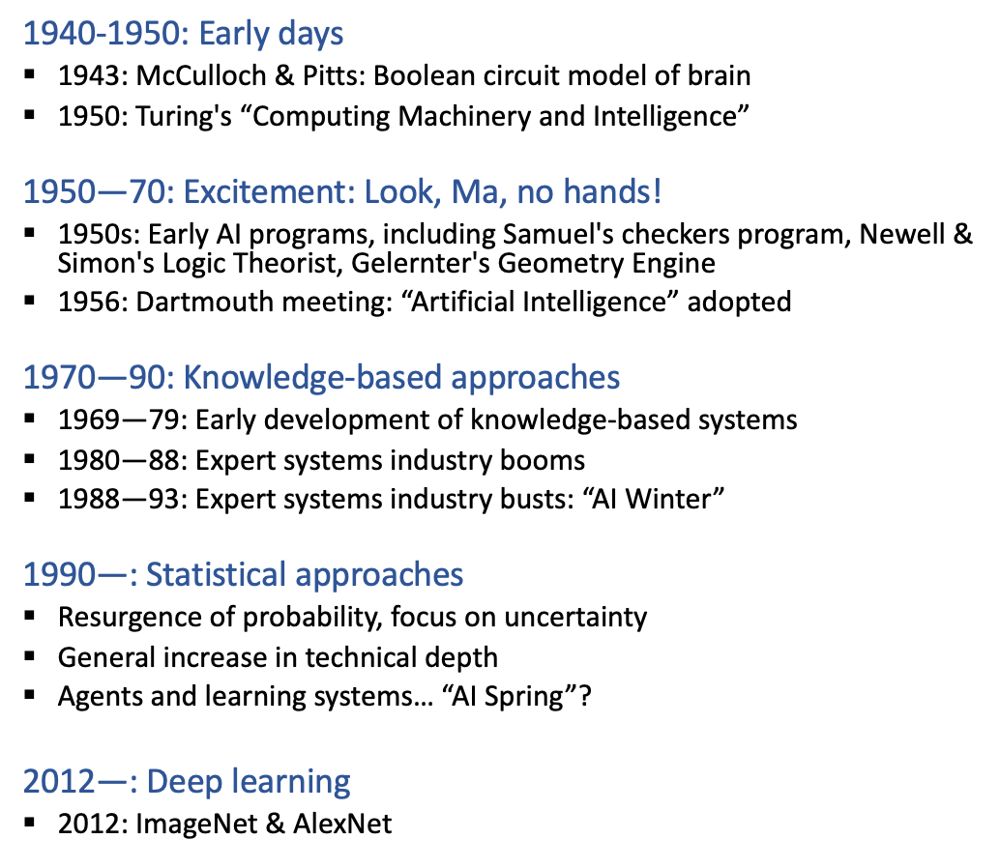 1940-1950: Early days
▪ 1943: McCulloch & Pitts: Boolean circuit model of brain
▪ 1950: Turing's “Computing Machinery and Intelligence”
1950—70: Excitement: Look, Ma, no hands!
▪ 1950s: Early AI programs, including Samuel's checkers program, Newell &
Simon's Logic Theorist, Gelernter's Geometry Engine
▪ 1956: Dartmouth meeting: “Artificial Intelligence” adopted
1970—90: Knowledge-based approaches
▪ 1969—79: Early development of knowledge-based systems
▪ 1980—88: Expert systems industry booms
▪ 1988—93: Expert systems industry busts: “AI Winter”
1990—: Statistical approaches
▪ Resurgence of probability, focus on uncertainty
▪ General increase in technical depth
▪ Agents and learning systems… “AI Spring”?
2012—: Deep learning
▪ 2012: ImageNet & AlexNet